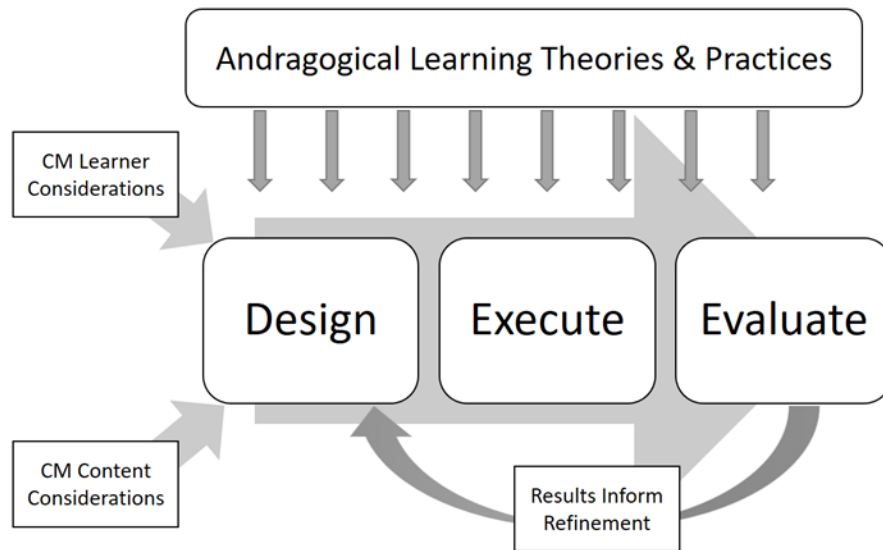 Andragogical Learning Theories & Practices
CM Learner
Considerations
Design
Execute
Evaluate
CM Content
Considerations
Results Inform
Refinement